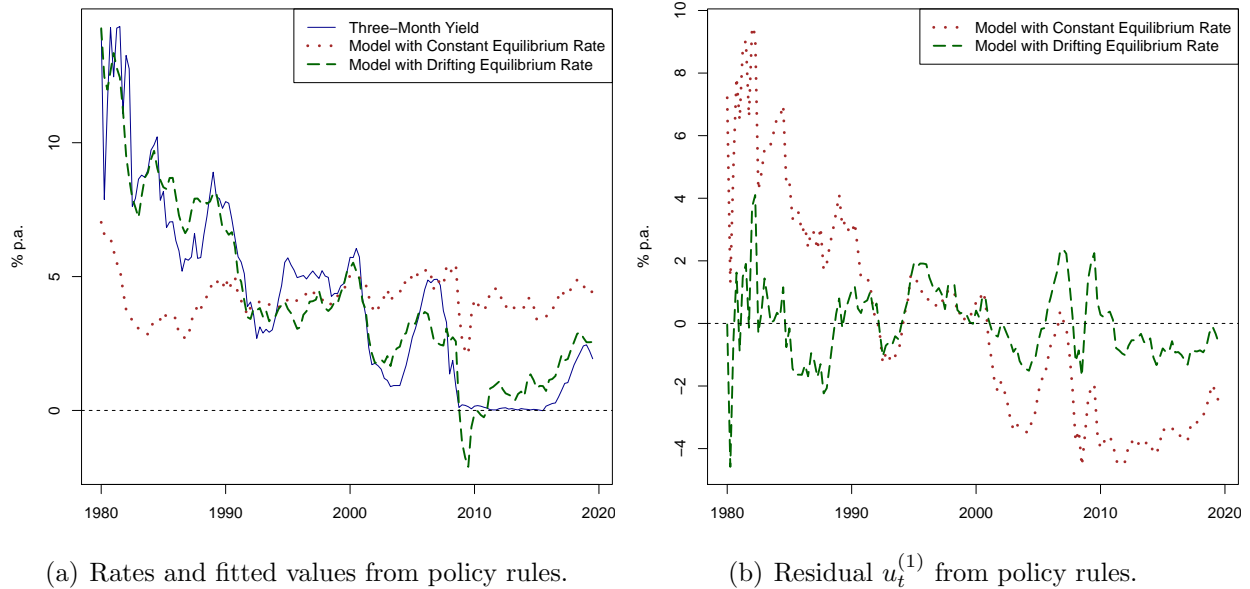 Three−Month Yield
Model with Constant Equilibrium Rate
Model with Drifting Equilibrium Rate
% p.a.
10
5
0
1980 1990 2000 2010 2020
(a) Rates and fitted values from policy rules.
Model with Constant Equilibrium Rate
Model with Drifting Equilibrium Rate
% p.a.
10
8
6
4
2
0
−2
−4
1980 1990 2000 2010 2020
(b) Residual u_t^{(1)} from policy rules.